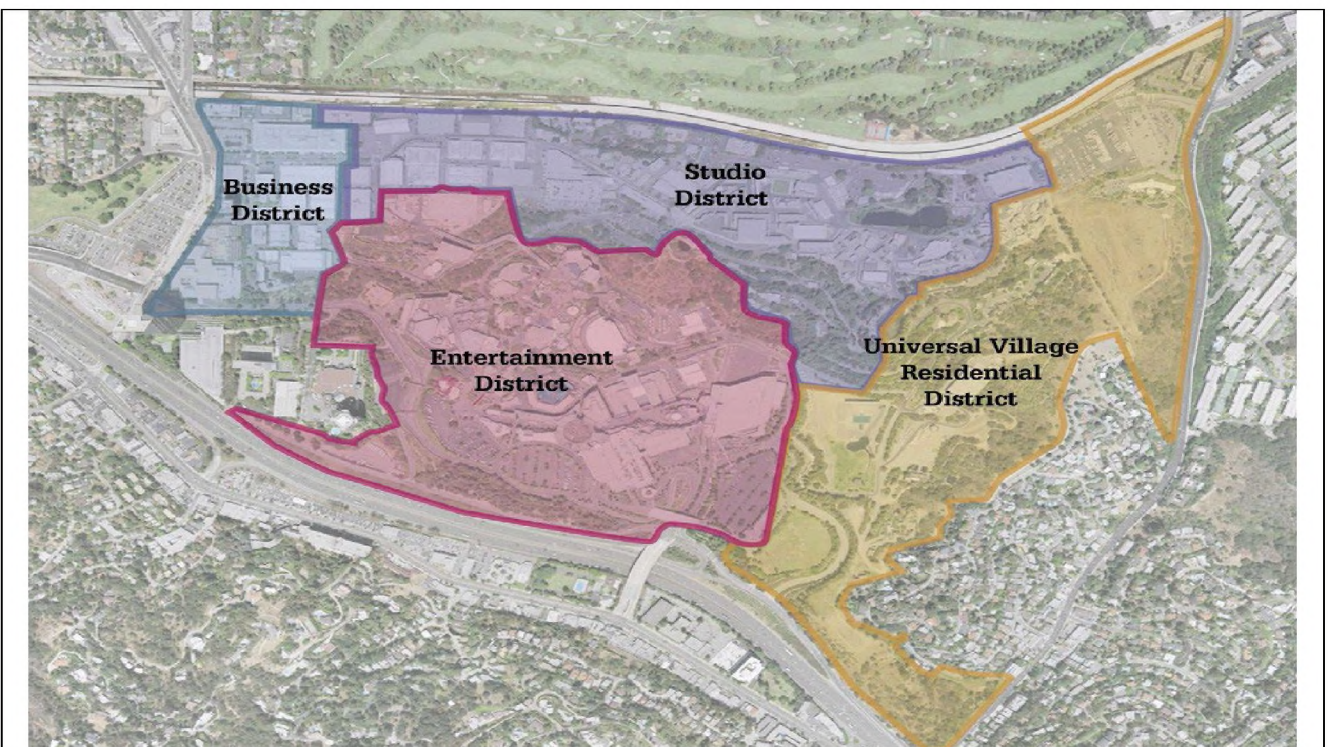 Studio
District
Business
District
Entertainment
District
Universal Village
Residential
District